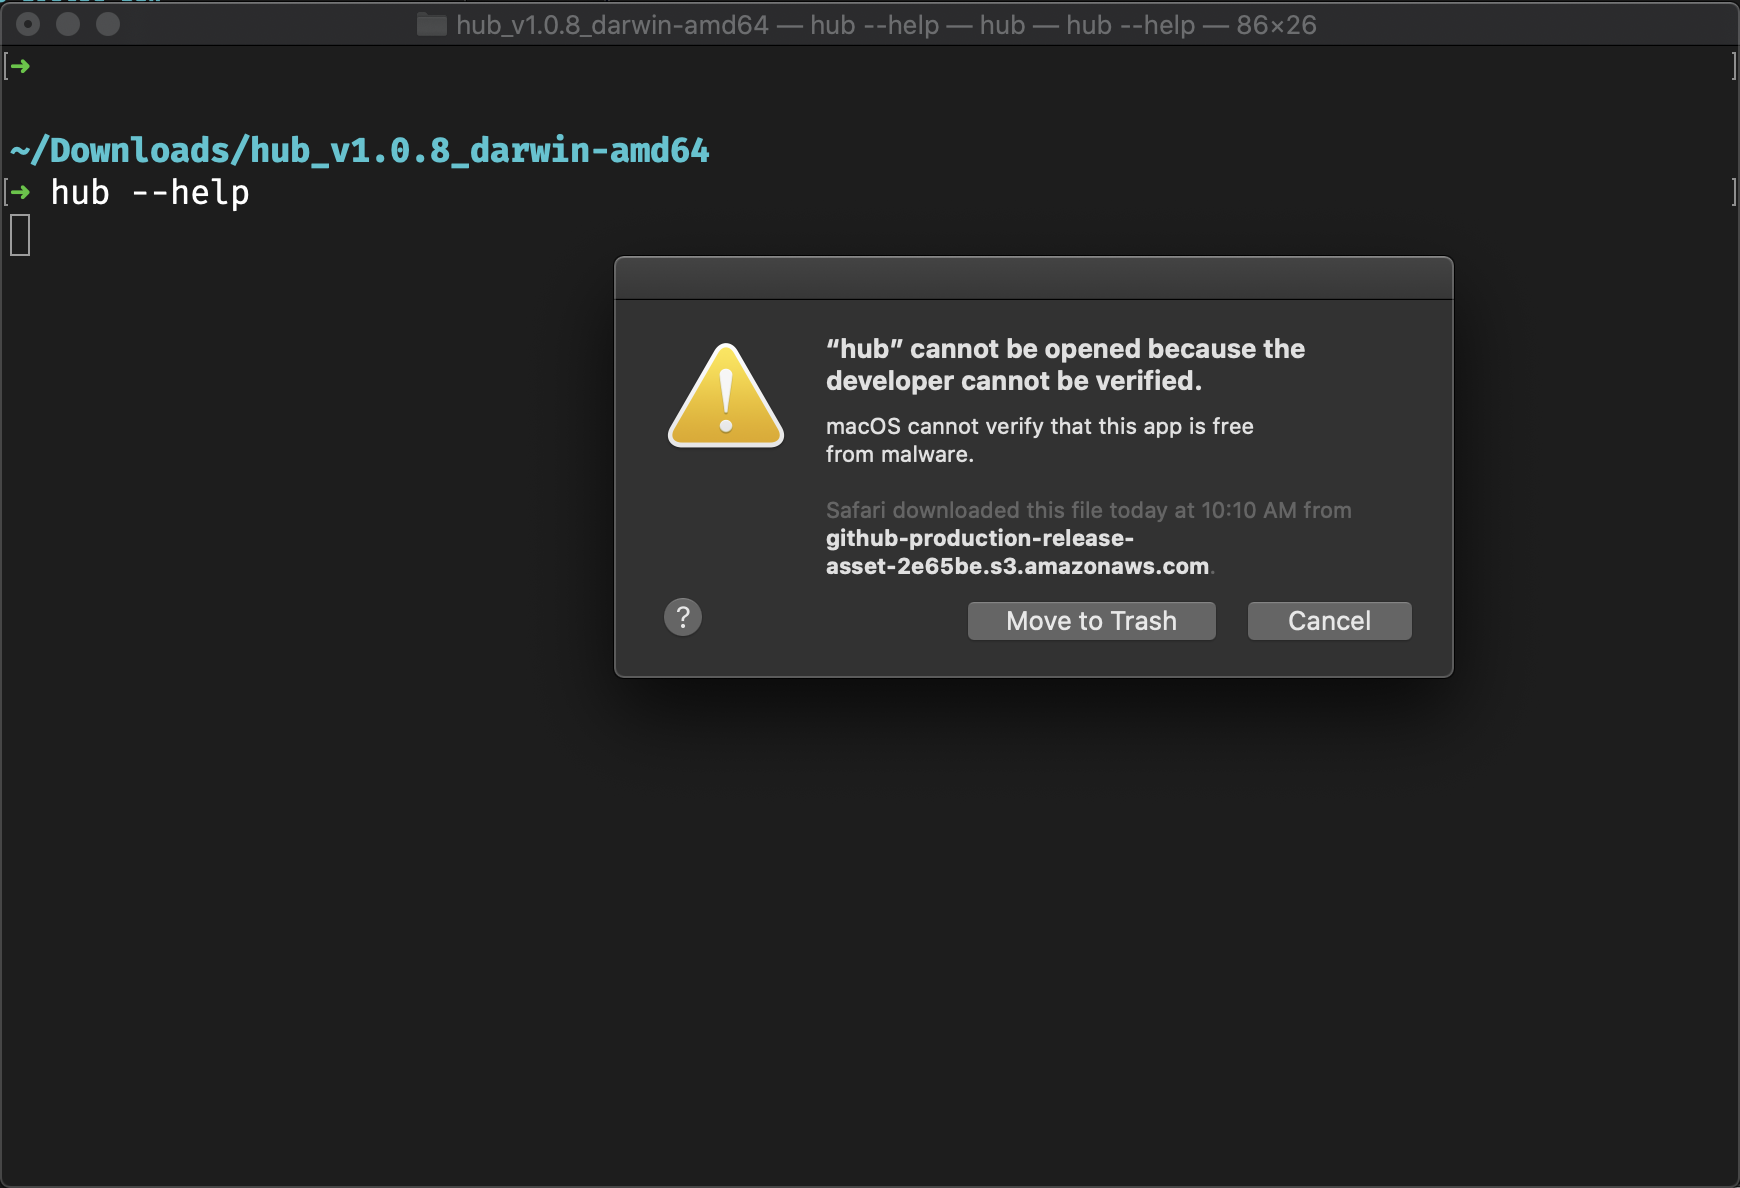 hub_v1.0.8_darwin-amd64 — hub --help — hub — hub --help — 86×26
[➜ ]
~/Downloads/hub_v1.0.8_darwin-amd64
[➜ hub --help ]
“hub” cannot be opened because the
developer cannot be verified.
macOS cannot verify that this app is free
from malware.
Safari downloaded this file today at 10:10 AM from
github-production-release-
asset-2e65be.s3.amazonaws.com.
?
Move to Trash
Cancel